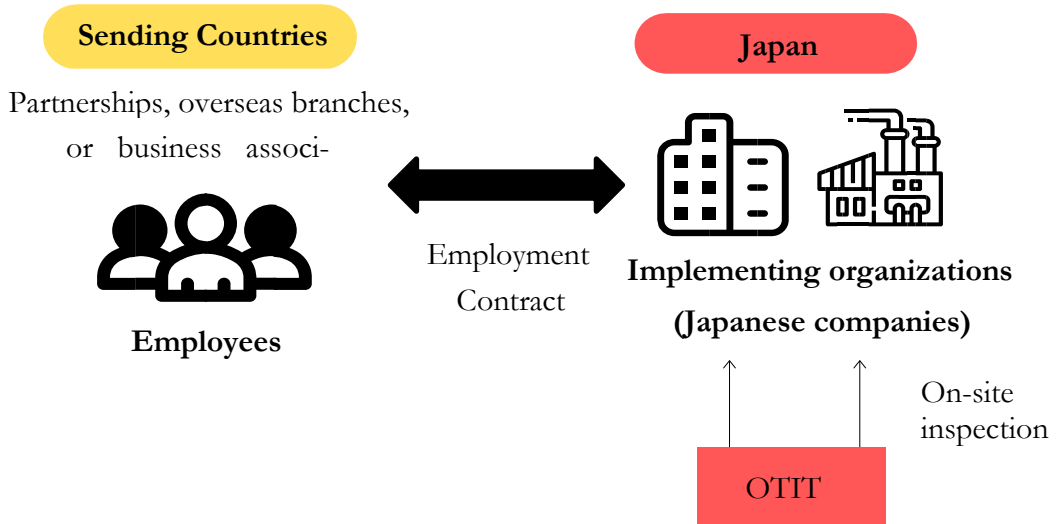 Sending Countries
Japan
Partnerships, overseas branches,
or business associ-
Employment
Contract
Employees
Implementing organizations
(Japanese companies)
On-site
inspection
OTIT